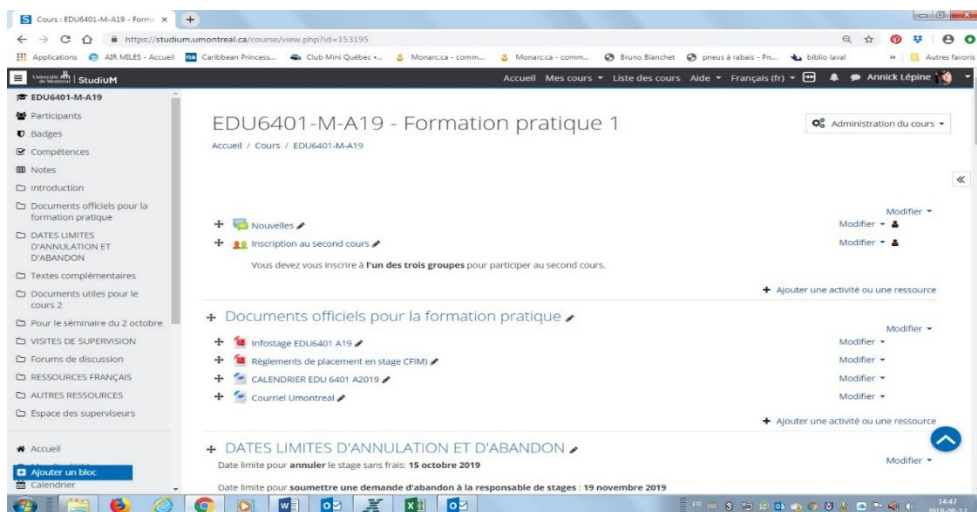 Cours : EDU6401-M-A19 - Forma
https://studium.umontreal.ca/course/view.php?id=153195
Applications AIR MILES - Accueil Caribbean Princess... Club Mini Québec •... Monarc.ca - comm... Monarc.ca - comm... Bruno Blanchet pneus à rabais - Pn... biblio laval » Autres favoris
Université de Montréal | StudiUM Accueil Mes cours Liste des cours Aide Français (fr) Annick Lépine
EDU6401-M-A19
Participants
Badges
Compétences
Notes
Introduction
Documents officiels pour la
formation pratique
DATES LIMITES
D'ANNULATION ET
D'ABANDON
Textes complémentaires
Documents utiles pour le
cours 2
Pour le séminaire du 2 octobre
VISITES DE SUPERVISION
Forums de discussion
RESSOURCES FRANÇAIS
AUTRES RESSOURCES
Espace des superviseurs
Accueil
Ajouter un bloc
Calendrier
EDU6401-M-A19 - Formation pratique 1
Administration du cours
Accueil / Cours / EDU6401-M-A19
Modifier
Nouvelles Modifier
Inscription au second cours Modifier
Vous devez vous inscrire à l'un des trois groupes pour participer au second cours.
+ Ajouter une activité ou une ressource
Documents officiels pour la formation pratique
Modifier
Infostage EDU6401 A19 Modifier
Règlements de placement en stage CFIM) Modifier
CALENDRIER EDU 6401 A2019 Modifier
Courriel Umontreal Modifier
+ Ajouter une activité ou une ressource
DATES LIMITES D'ANNULATION ET D'ABANDON
Modifier
Date limite pour annuler le stage sans frais: 15 octobre 2019
Date limite pour soumettre une demande d'abandon à la responsable de stages : 19 novembre 2019
FR 14:47
2019-08-17